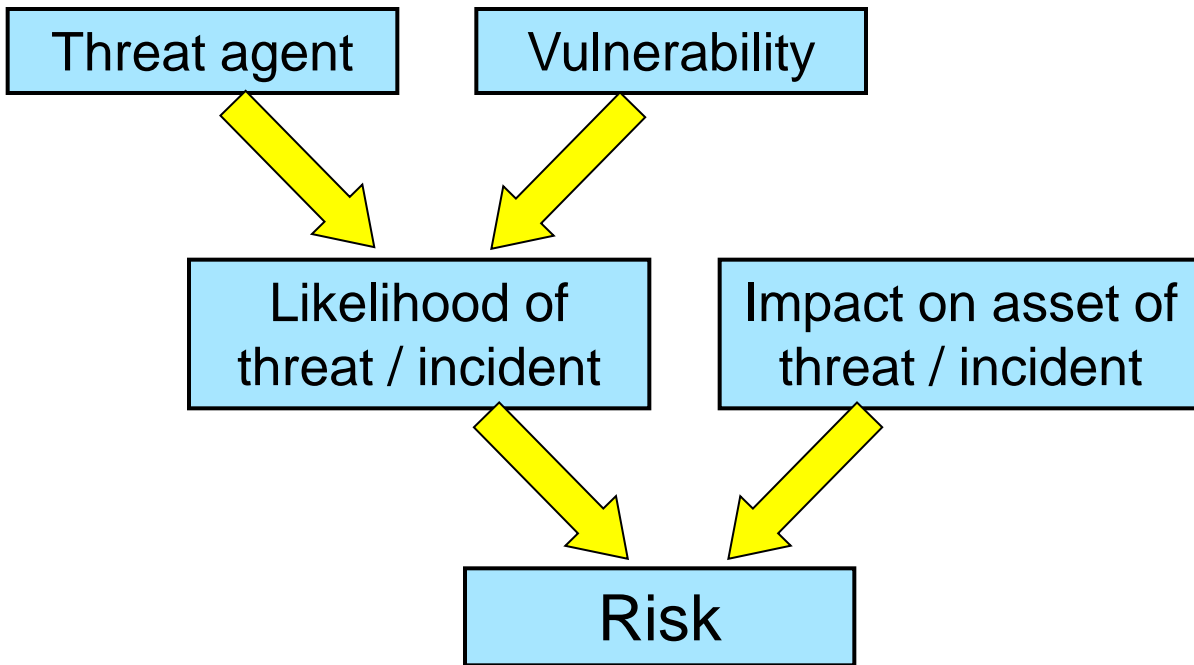 Threat agent
Vulnerability
Likelihood of
threat / incident
Impact on asset of
threat / incident
Risk